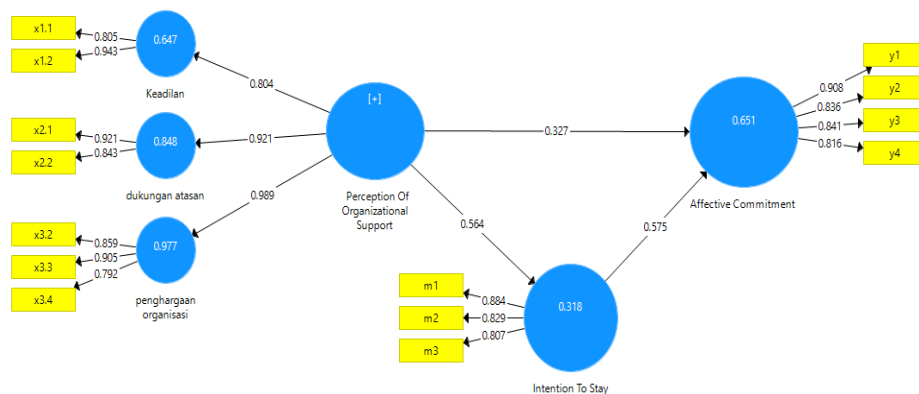 x1.1
0.805
x1.2
0.943
0.647
Keadilan
0.804
x2.1
0.921
x2.2
0.843
0.848
dukungan atasan
0.921
x3.2
0.859
x3.3
0.905
x3.4
0.792
0.977
penghargaan
organisasi
0.989
[+]
Perception Of
Organizational
Support
0.327
0.564
m1
0.884
m2
0.829
m3
0.807
0.318
Intention To Stay
0.575
0.651
Affective Commitment
y1
0.908
y2
0.836
y3
0.841
y4
0.816